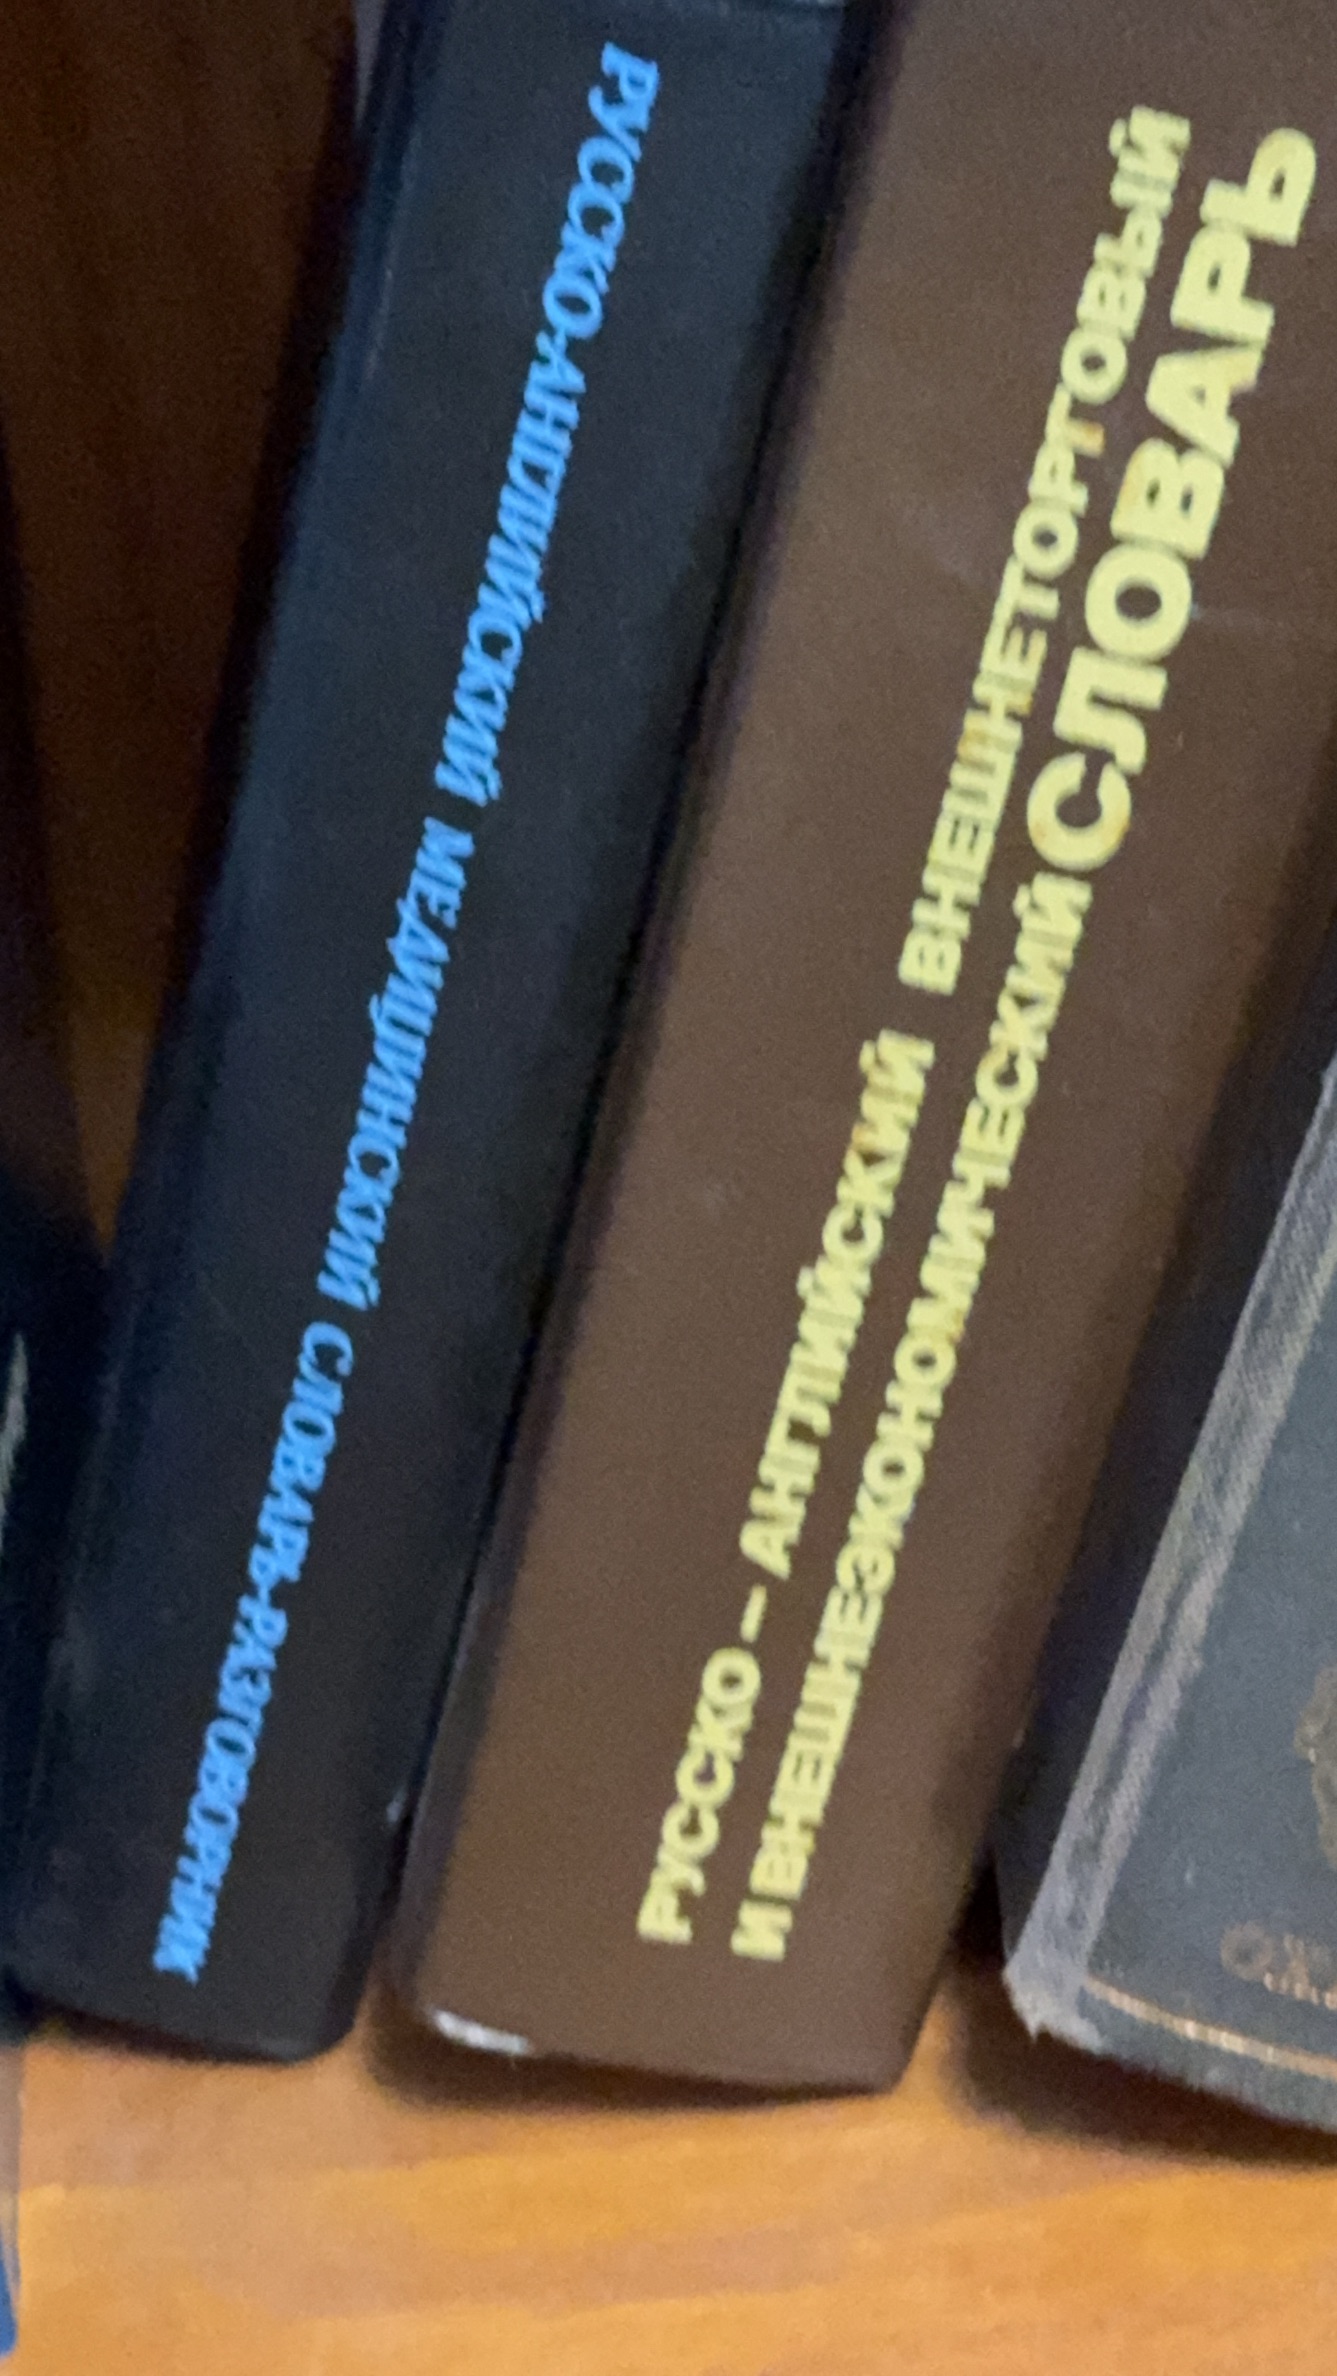 РУССКО-АНГЛИЙСКИЙ МЕДИЦИНСКИЙ СЛОВАРЬ-РАЗГОВОРНИК
РУССКО – АНГЛИЙСКИЙ ВНЕШНЕТОРГОВЫЙ
И ВНЕШНЕЭКОНОМИЧЕСКИЙ СЛОВАРЬ